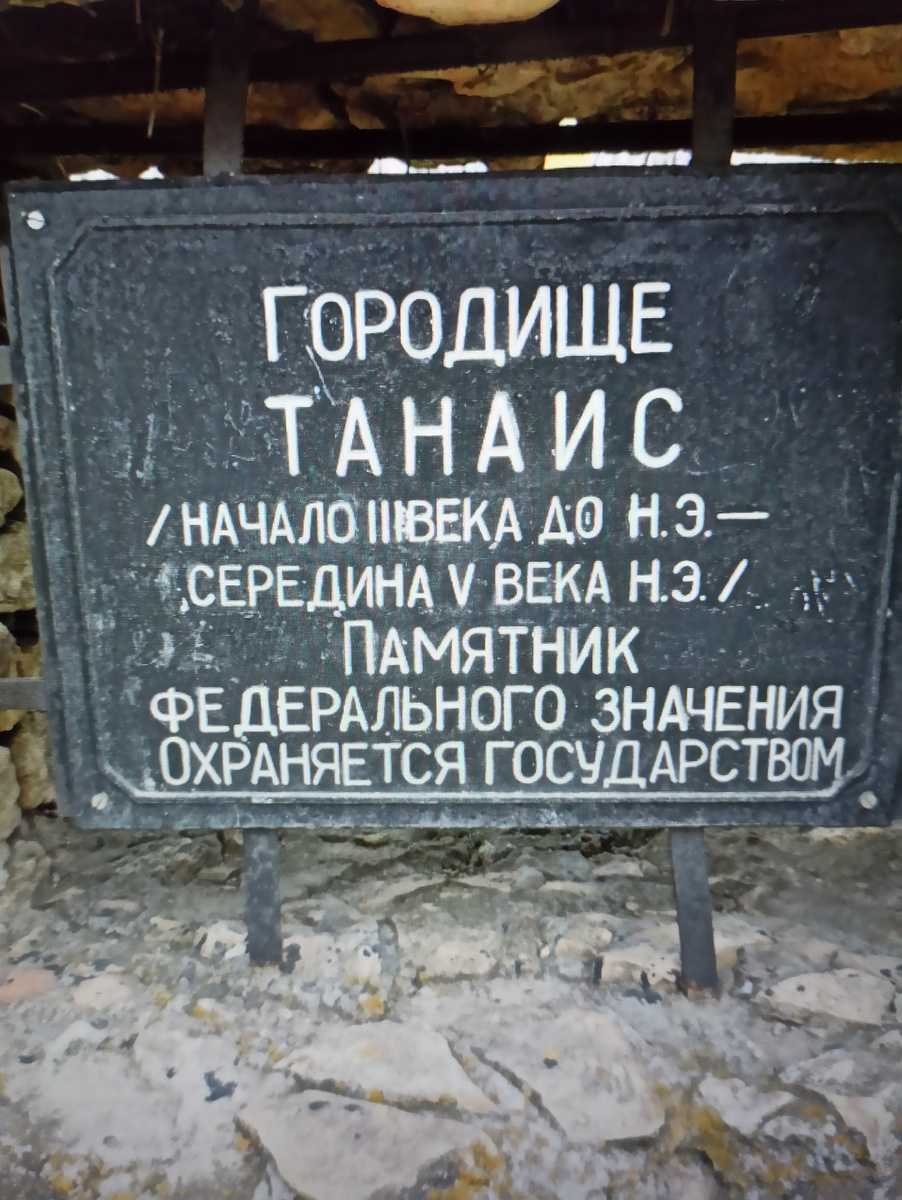 ГОРОДИЩЕ
ТАНАИС
/НАЧАЛО III ВЕКА ДО Н.Э.—
СЕРЕДИНА V ВЕКА Н.Э./
ПАМЯТНИК
ФЕДЕРАЛЬНОГО ЗНАЧЕНИЯ
ОХРАНЯЕТСЯ ГОСУДАРСТВОМ